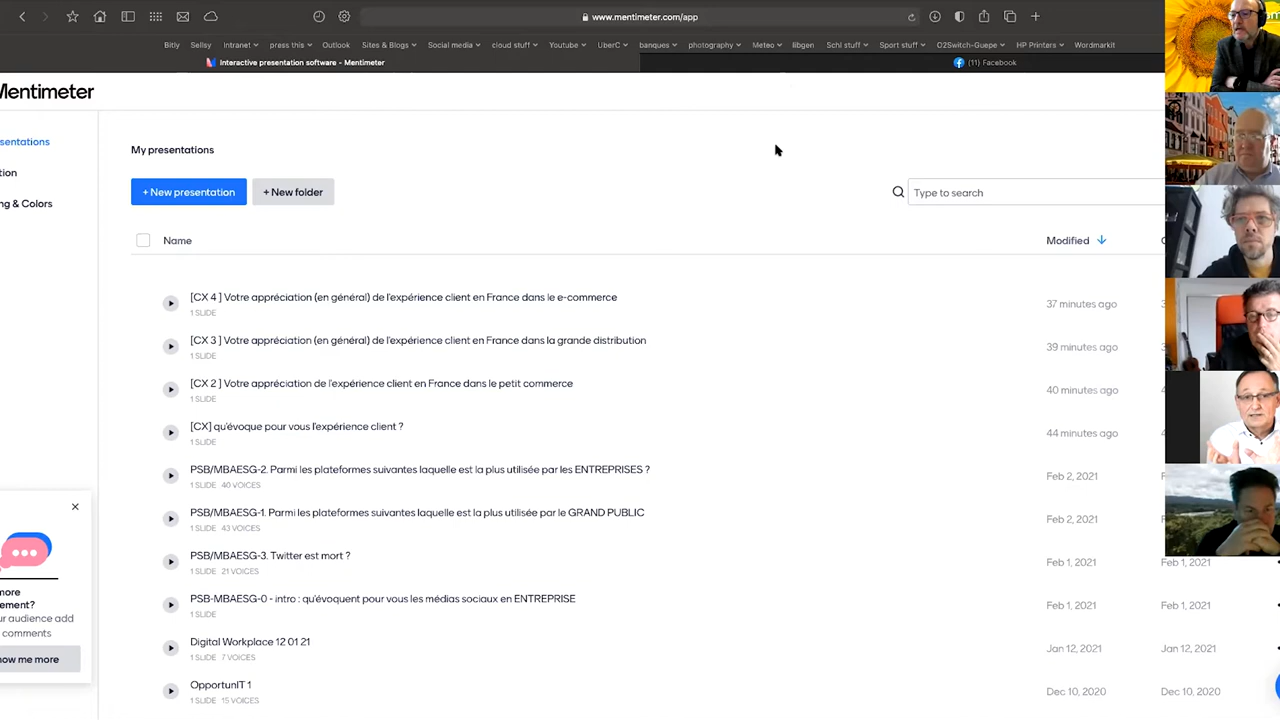 www.mentimeter.com/app
Bitly Sellsy Intranet press this Outlook Sites & Blogs Social media cloud stuff Youtube UberC banques photography Meteo libgen Schl stuff Sport stuff O2Switch-Guepe HP Printers Wordmarkit
Interactive presentation software - Mentimeter
(11) Facebook
Mentimeter
sentations
My presentations
tion
+ New presentation
+ New folder
Type to search
ng & Colors
Name
Modified
[CX 4 ] Votre appréciation (en général) de l'expérience client en France dans le e-commerce
1 SLIDE
37 minutes ago
[CX 3 ] Votre appréciation (en général) de l'expérience client en France dans la grande distribution
1 SLIDE
39 minutes ago
[CX 2 ] Votre appréciation de l'expérience client en France dans le petit commerce
1 SLIDE
40 minutes ago
[CX] qu'évoque pour vous l'expérience client ?
1 SLIDE
44 minutes ago
PSB/MBAESG-2. Parmi les plateformes suivantes laquelle est la plus utilisée par les ENTREPRISES ?
1 SLIDE 40 VOICES
Feb 2, 2021
PSB/MBAESG-1. Parmi les plateformes suivantes laquelle est la plus utilisée par le GRAND PUBLIC
1 SLIDE 43 VOICES
Feb 2, 2021
PSB/MBAESG-3. Twitter est mort ?
1 SLIDE 21 VOICES
Feb 1, 2021 Feb 1, 2021
PSB-MBAESG-0 - intro : qu'évoquent pour vous les médias sociaux en ENTREPRISE
1 SLIDE
Feb 1, 2021 Feb 1, 2021
Digital Workplace 12 01 21
1 SLIDE 7 VOICES
Jan 12, 2021 Jan 12, 2021
OpportunIT 1
1 SLIDE 15 VOICES
Dec 10, 2020 Dec 10, 2020
more
ement?
ur audience add
comments
ow me more